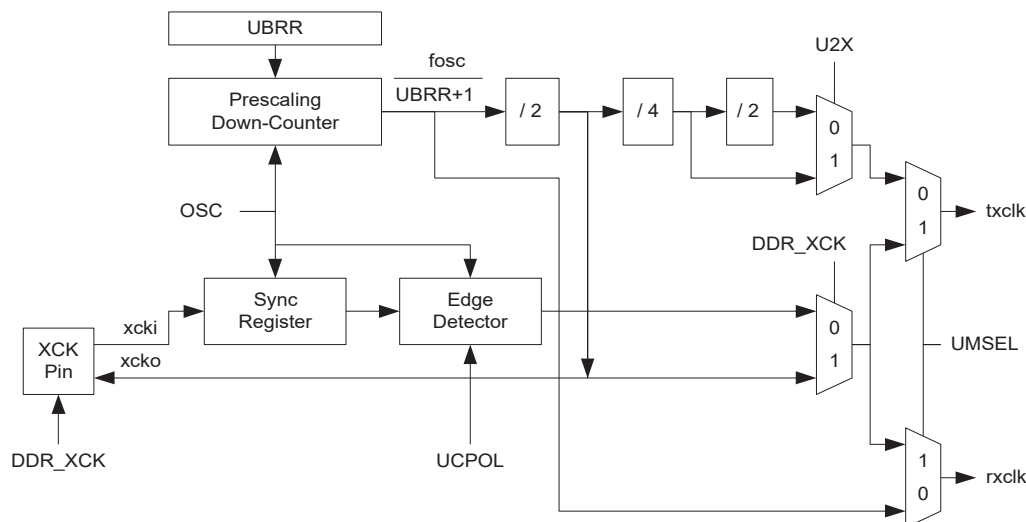 UBRR
U2X
fosc
UBRR+1
Prescaling
Down-Counter
/ 2
/ 4
/ 2
0
1
OSC
0
1
txclk
DDR_XCK
Sync
Register
Edge
Detector
xcki
xcko
XCK
Pin
0
1
UMSEL
DDR_XCK
UCPOL
1
0
rxclk